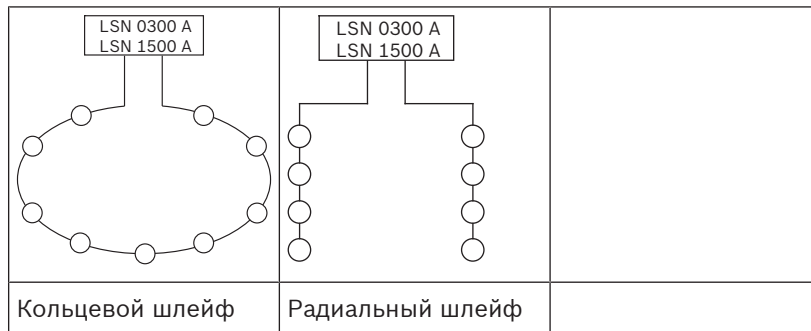 LSN 0300 A
LSN 1500 A
LSN 0300 A
LSN 1500 A
Кольцевой шлейф
Радиальный шлейф